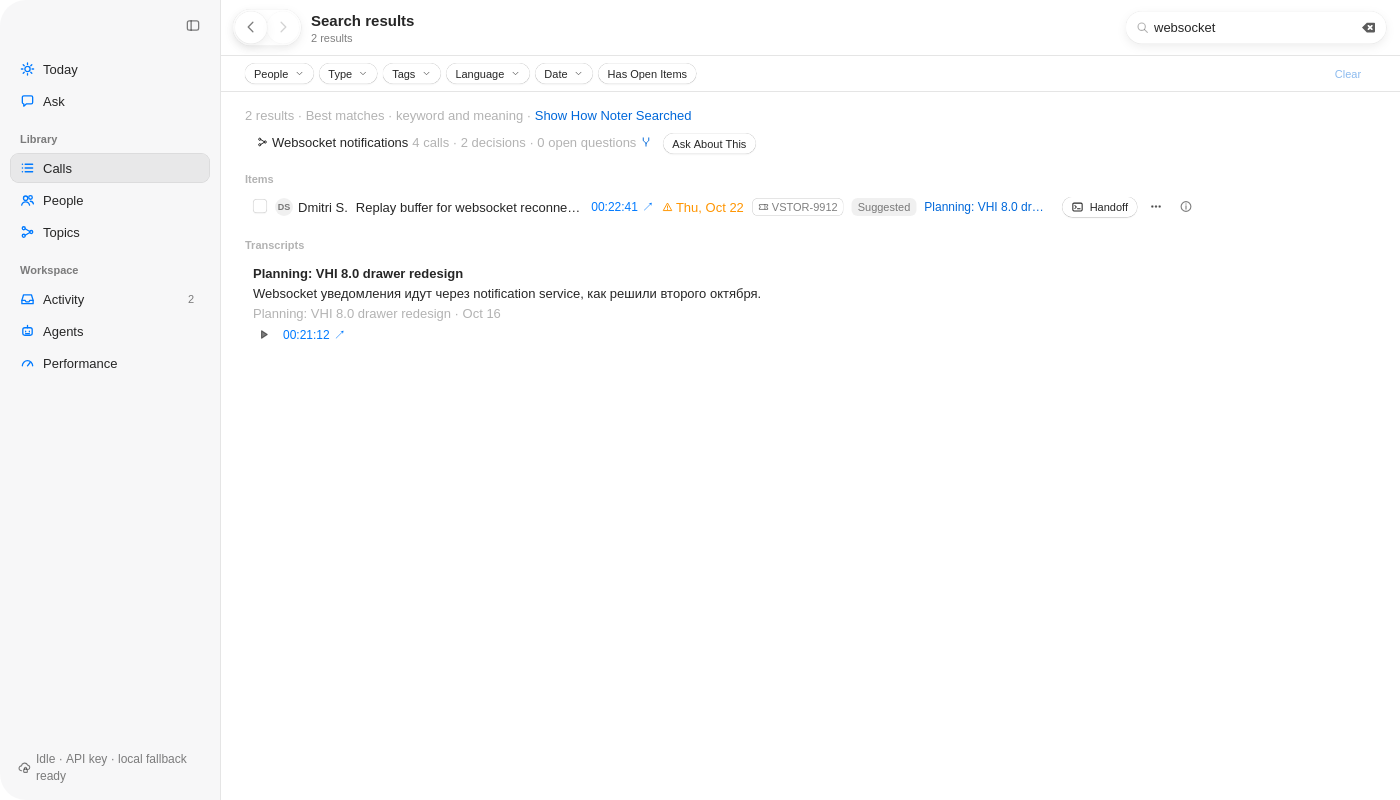 Search results
2 results
websocket
Today
Ask
Library
Calls
People
Topics
Workspace
Activity 2
Agents
Performance
Idle · API key · local fallback
ready
People Type Tags Language Date Has Open Items Clear
2 results · Best matches · keyword and meaning · Show How Noter Searched
Websocket notifications 4 calls · 2 decisions · 0 open questions Ask About This
Items
DS Dmitri S. Replay buffer for websocket reconne… 00:22:41 ↗ Thu, Oct 22 VSTOR-9912 Suggested Planning: VHI 8.0 dr… Handoff
Transcripts
Planning: VHI 8.0 drawer redesign
Websocket уведомления идут через notification service, как решили второго октября.
Planning: VHI 8.0 drawer redesign · Oct 16
00:21:12 ↗